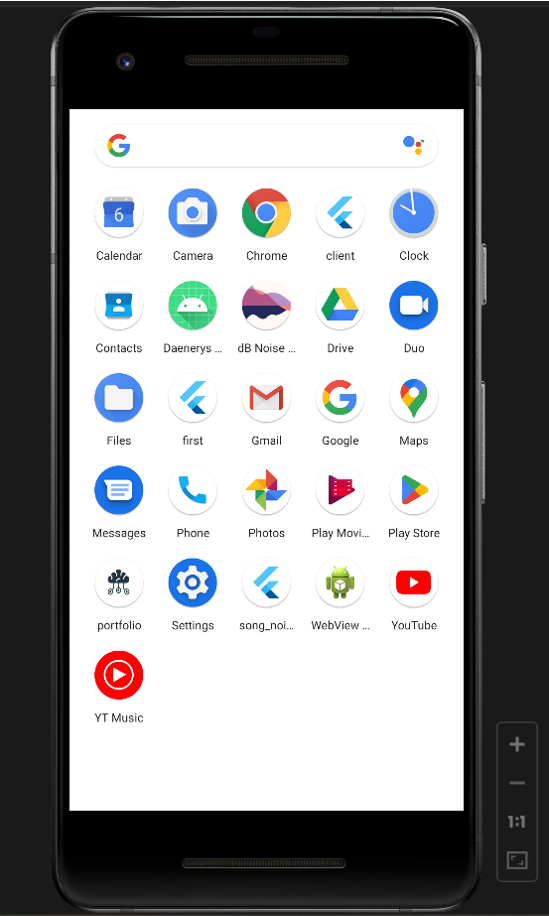 6
Calendar Camera Chrome client Clock
Contacts Daenerys ... dB Noise ... Drive Duo
Files first Gmail Google Maps
Messages Phone Photos Play Movi... Play Store
portfolio Settings song_noi... WebView ... YouTube
YT Music
1:1